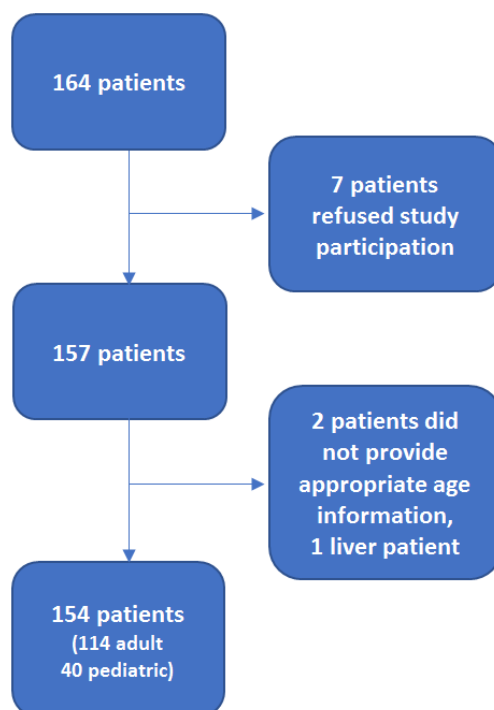 164 patients
7 patients
refused study
participation
157 patients
2 patients did
not provide
appropriate age
information,
1 liver patient
154 patients
(114 adult
40 pediatric)